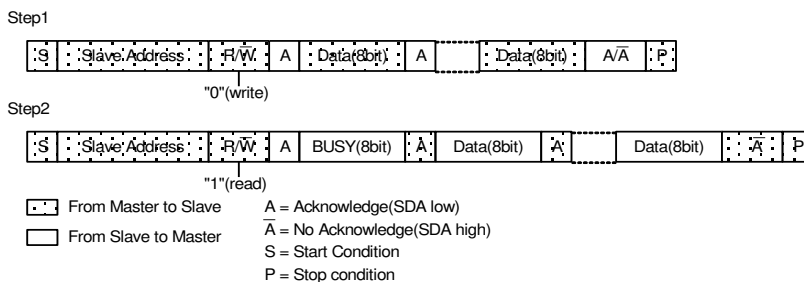 Step1
S Slave Address R/W̅ A Data(8bit) A Data(8bit) A/A̅ P
"0"(write)
Step2
S Slave Address R/W̅ A BUSY(8bit) A Data(8bit) A Data(8bit) A̅ P
"1"(read)
From Master to Slave A = Acknowledge(SDA low)
A̅ = No Acknowledge(SDA high)
From Slave to Master
S = Start Condition
P = Stop condition